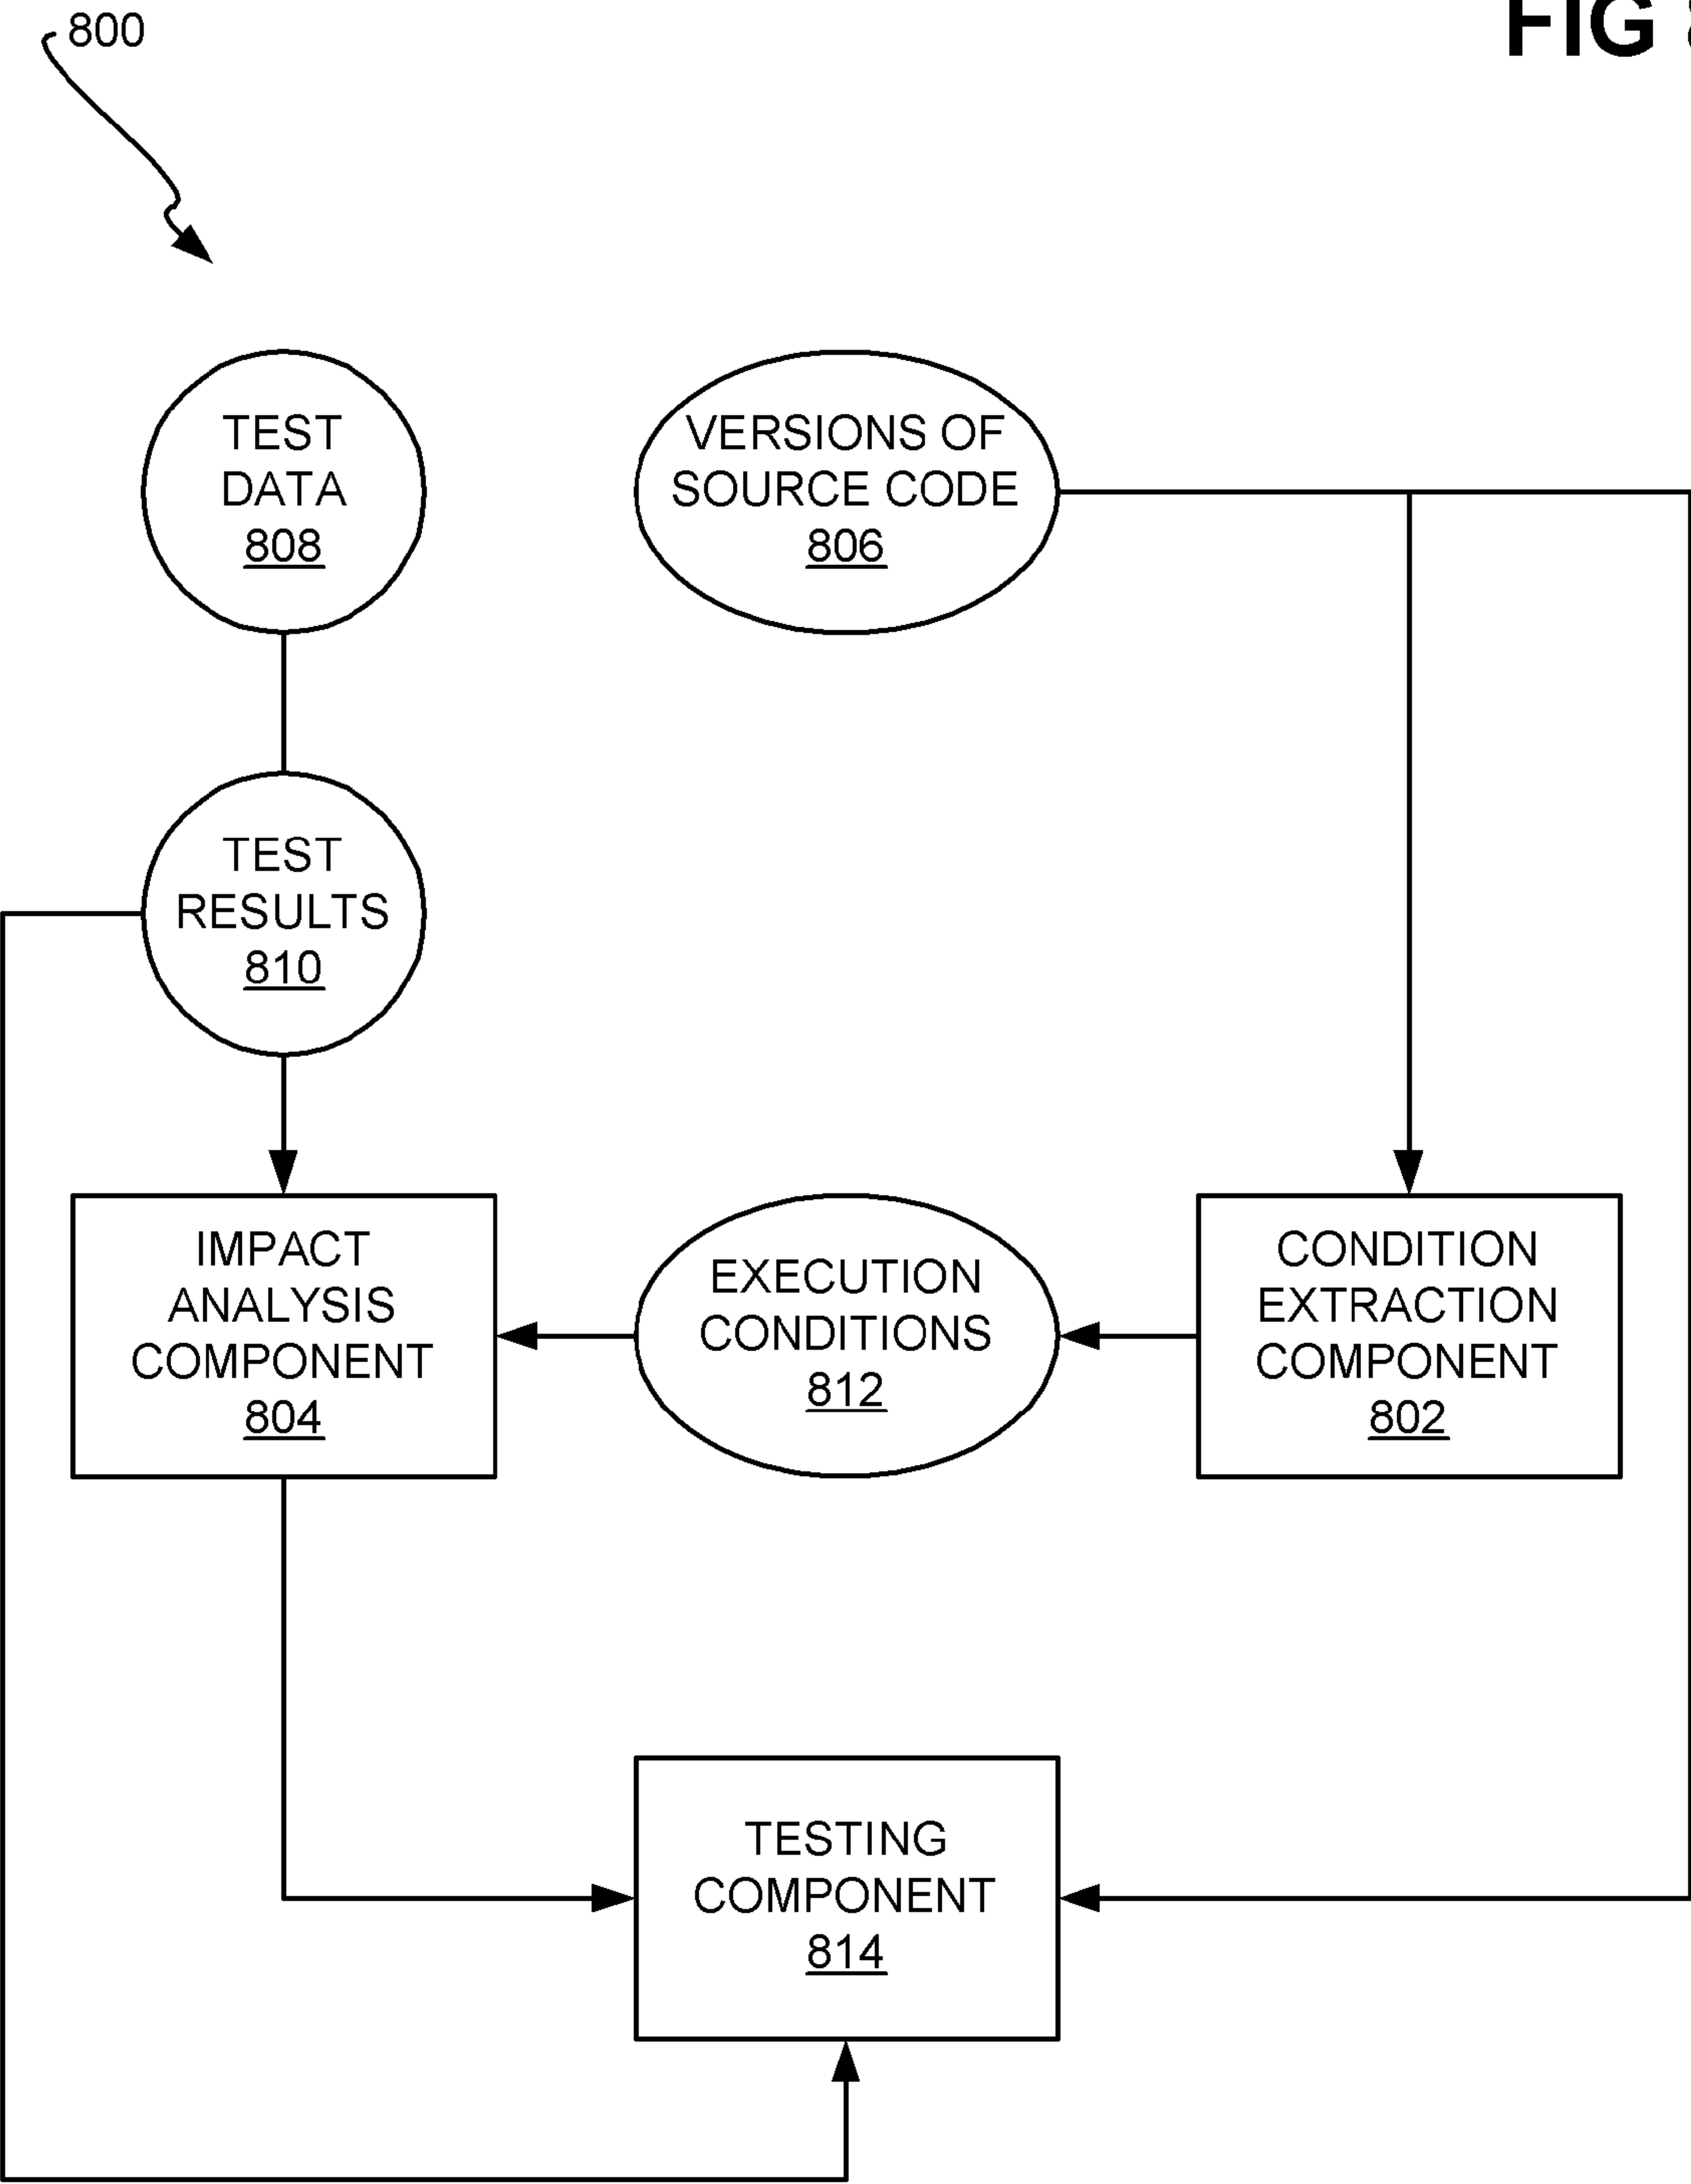 800
FIG 8
TEST
DATA
808
VERSIONS OF
SOURCE CODE
806
TEST
RESULTS
810
IMPACT
ANALYSIS
COMPONENT
804
EXECUTION
CONDITIONS
812
CONDITION
EXTRACTION
COMPONENT
802
TESTING
COMPONENT
814